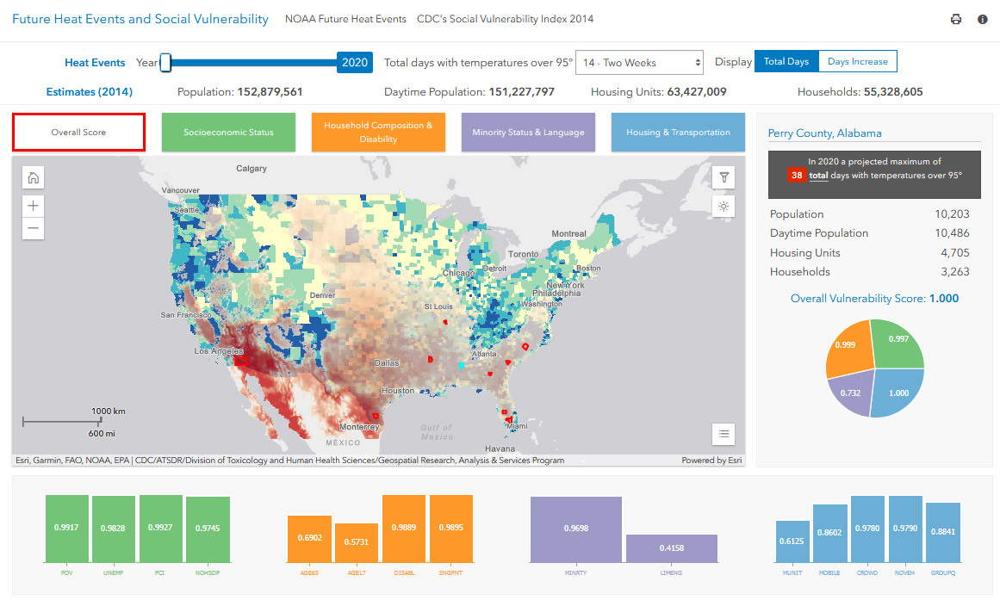 Future Heat Events and Social Vulnerability NOAA Future Heat Events CDC's Social Vulnerability Index 2014
Heat Events Year 2020 Total days with temperatures over 95° 14 - Two Weeks Display Total Days Days Increase
Estimates (2014) Population: 152,879,561 Daytime Population: 151,227,797 Housing Units: 63,427,009 Households: 55,328,605
Overall Score
Socioeconomic Status
Household Composition &
Disability
Minority Status & Language
Housing & Transportation
Calgary
Vancouver
Seattle
Montreal
Toronto
Boston
Detroit
Chicago
New York
Philadelphia
Denver
Washington
St Louis
San Francisco
Los Angeles
Atlanta
Dallas
Houston
Monterrey
Miami
Gulf of
Mexico
MÉXICO
Havana
1000 km
600 mi
Esri, Garmin, FAO, NOAA, EPA | CDC/ATSDR/Division of Toxicology and Human Health Sciences/Geospatial Research, Analysis & Services Program Powered by Esri
Perry County, Alabama
In 2020 a projected maximum of
38 total days with temperatures over 95°
Population 10,203
Daytime Population 10,486
Housing Units 4,705
Households 3,263
Overall Vulnerability Score: 1.000
0.999 0.997
0.732 1.000
0.9917 0.9828 0.9927 0.9745
POV UNEMP PCI NOHSDP
0.6902 0.5731 0.9889 0.9895
AGE65 AGE17 DISABL SNGPNT
0.9698 0.4158
MINRTY LIMENG
0.6125 0.8602 0.9780 0.9790 0.8841
MUNIT MOBILE CROWD NOVEH GROUPQ